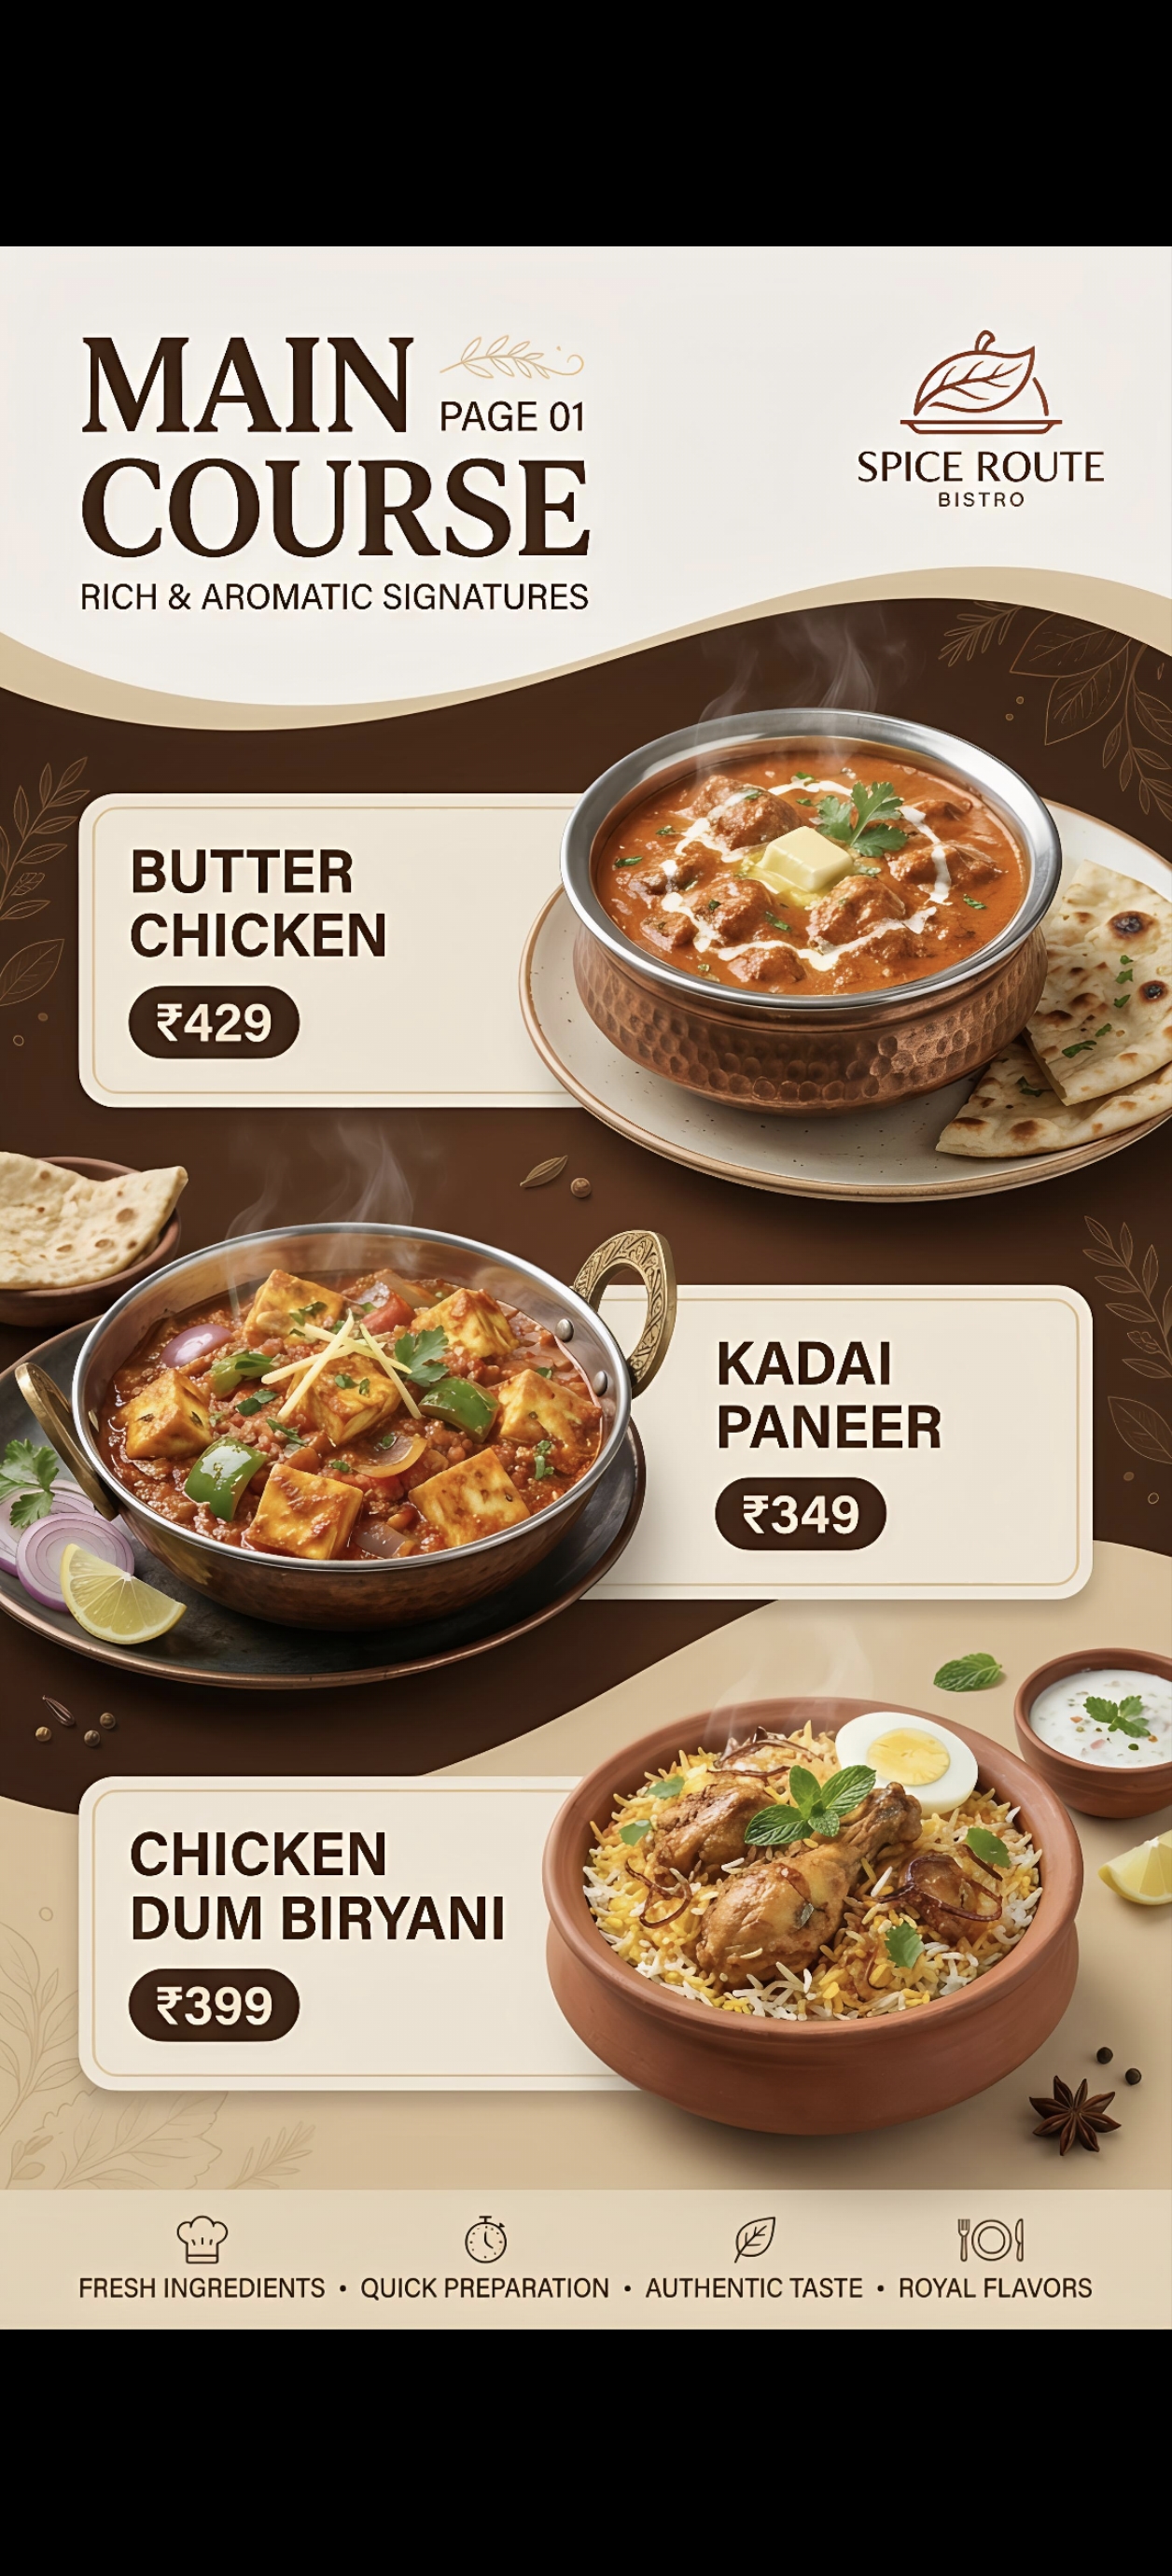 MAIN
PAGE 01
COURSE
RICH & AROMATIC SIGNATURES
SPICE ROUTE
BISTRO
BUTTER
CHICKEN
₹429
KADAI
PANEER
₹349
CHICKEN
DUM BIRYANI
₹399
FRESH INGREDIENTS • QUICK PREPARATION • AUTHENTIC TASTE • ROYAL FLAVORS